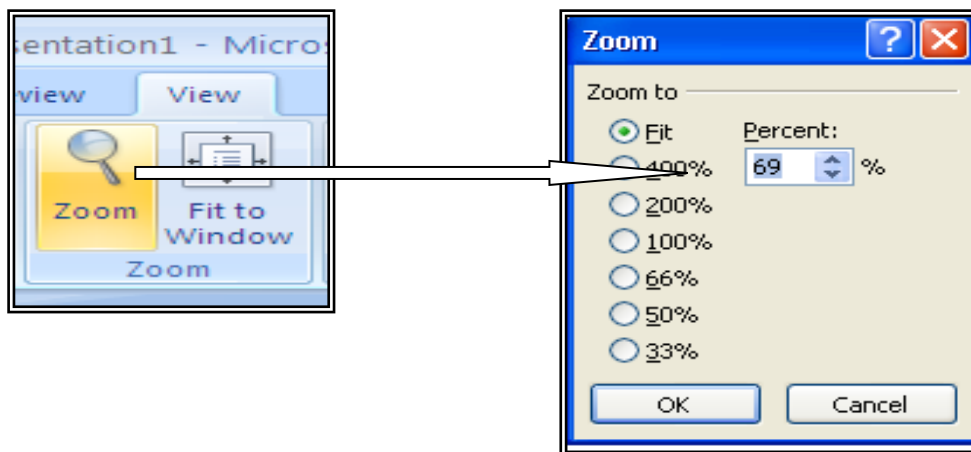 sentation1 - Micros
view View
Zoom Fit to
Window
Zoom
Zoom
Zoom to
Fit Percent:
400% 69 %
200%
100%
66%
50%
33%
OK Cancel